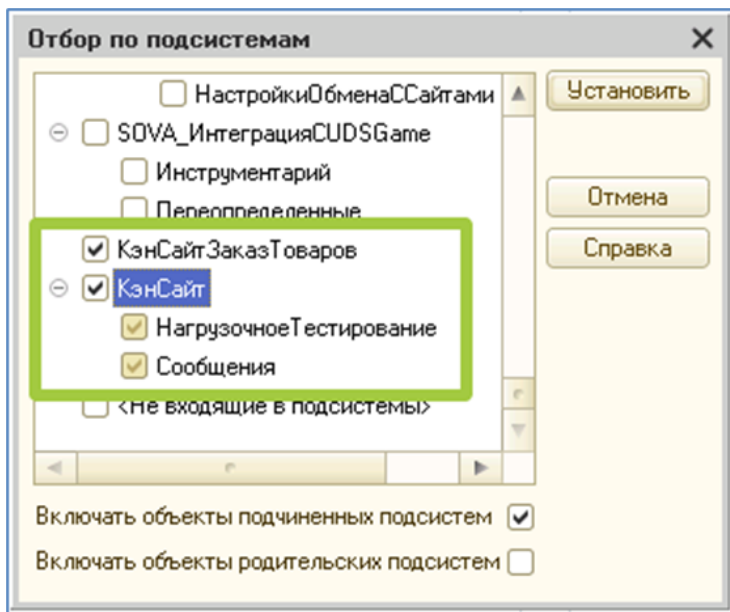 Отбор по подсистемам
НастройкиОбменаССайтами
Установить
SOVA_ИнтеграцияСUDSGame
Инструментарий
Переопределенные
Отмена
КэнСайтЗаказТоваров
Справка
КэнСайт
НагрузочноеТестирование
Сообщения
<Не входящие в подсистемы>
Включать объекты подчиненных подсистем
Включать объекты родительских подсистем